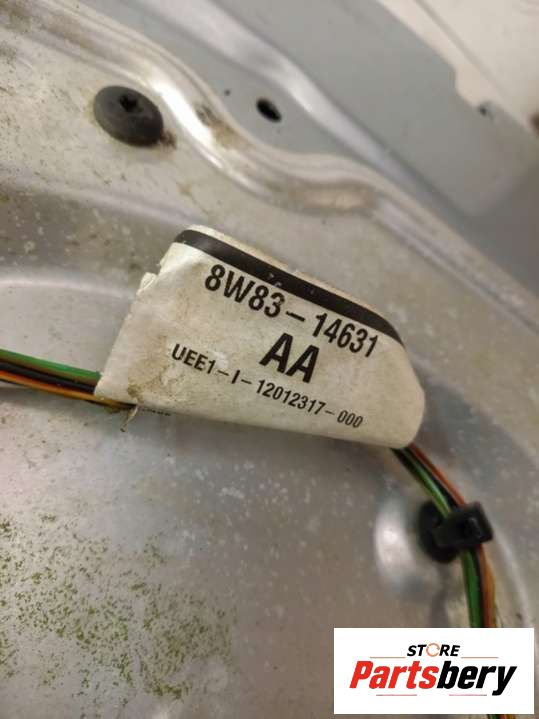 8W83-14631
AA
UEE1-I-12012317-000
STORE
Partsbery